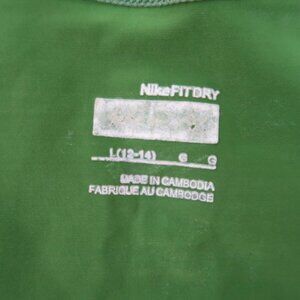 NikeFITDRY
L(12-14) G G
MADE IN CAMBODIA
FABRIQUE AU CAMBODGE